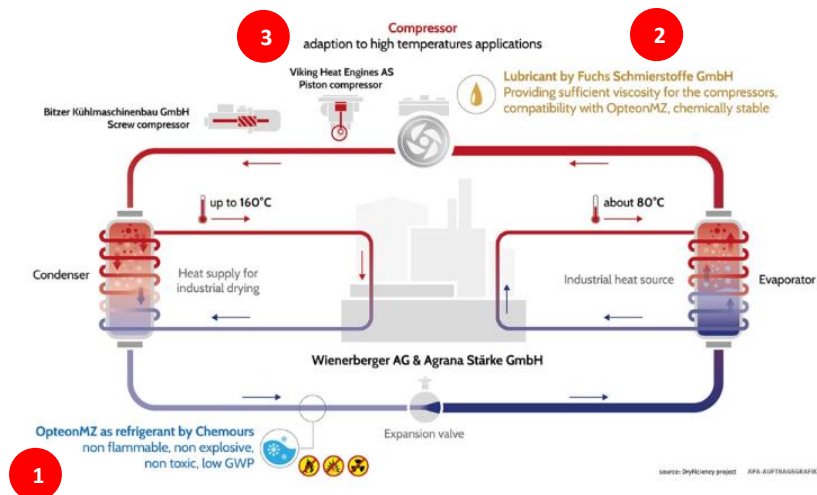 3
Compressor
adaption to high temperatures applications
2
Viking Heat Engines AS
Piston compressor
Lubricant by Fuchs Schmierstoffe GmbH
Providing sufficient viscosity for the compressors,
compatibility with OpteonMZ, chemically stable
Bitzer Kühlmaschinenbau GmbH
Screw compressor
up to 160°C
about 80°C
Condenser
Heat supply for
industrial drying
Industrial heat source
Evaporator
Wienerberger AG & Agrana Stärke GmbH
Expansion valve
OpteonMZ as refrigerant by Chemours
non flammable, non explosive,
non toxic, low GWP
1
source: DryFiciency project APA-AUFTRAGSGRAFIK